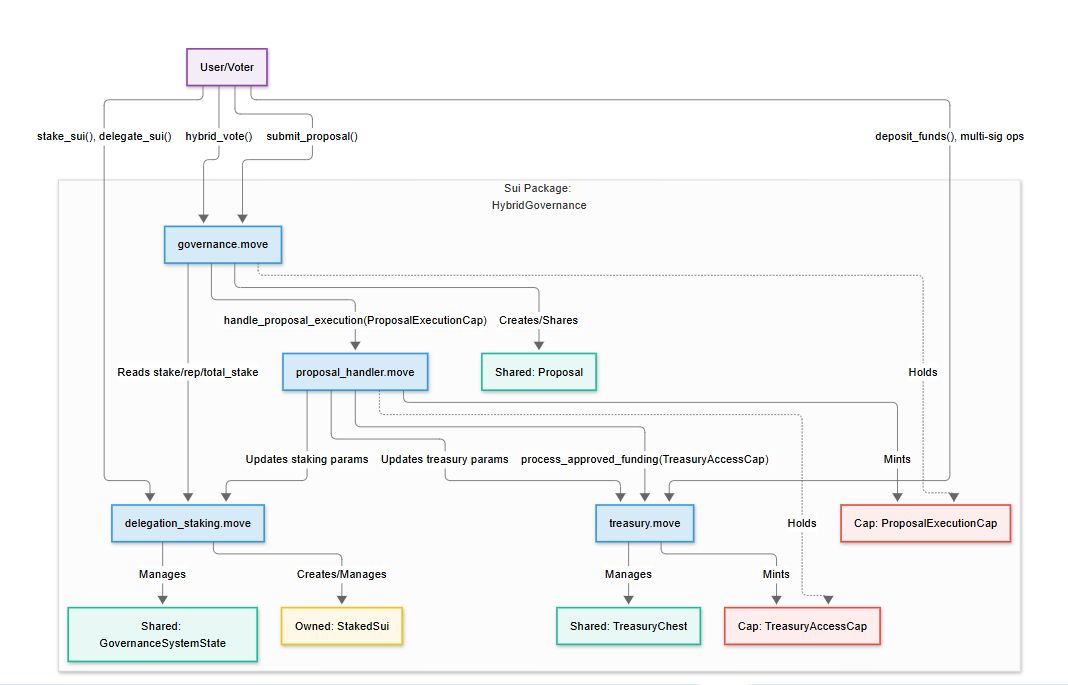 User/Voter
stake_sui(), delegate_sui()
hybrid_vote()
submit_proposal()
deposit_funds(), multi-sig ops
Sui Package:
HybridGovernance
governance.move
handle_proposal_execution(ProposalExecutionCap)
Creates/Shares
Reads stake/rep/total_stake
proposal_handler.move
Shared: Proposal
Holds
Updates staking params
Updates treasury params
process_approved_funding(TreasuryAccessCap)
Mints
delegation_staking.move
treasury.move
Holds
Cap: ProposalExecutionCap
Manages
Creates/Manages
Manages
Mints
Shared:
GovernanceSystemState
Owned: StakedSui
Shared: TreasuryChest
Cap: TreasuryAccessCap